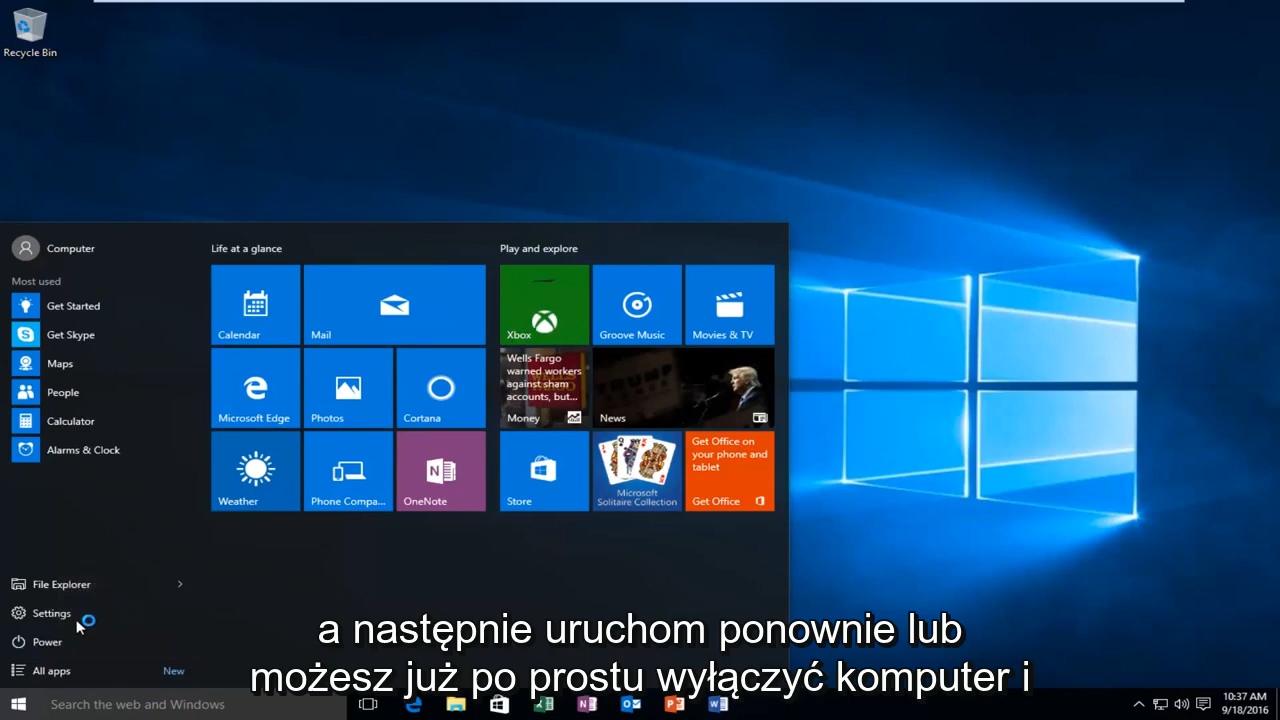 Recycle Bin
Computer
Most used
Get Started
Get Skype
Maps
People
Calculator
Alarms & Clock
File Explorer
Settings
Power
All apps
New
Life at a glance
Calendar
Mail
Microsoft Edge
Photos
Cortana
Weather
Phone Compa...
OneNote
Play and explore
Xbox
Groove Music
Movies & TV
Wells Fargo
warned workers
against sham
accounts, but...
Money
News
Store
Microsoft
Solitaire Collection
Get Office on
your phone and
tablet
Get Office
a następnie uruchom ponownie lub
możesz już po prostu wyłączyć komputer i
Search the web and Windows
10:37 AM
9/18/2016